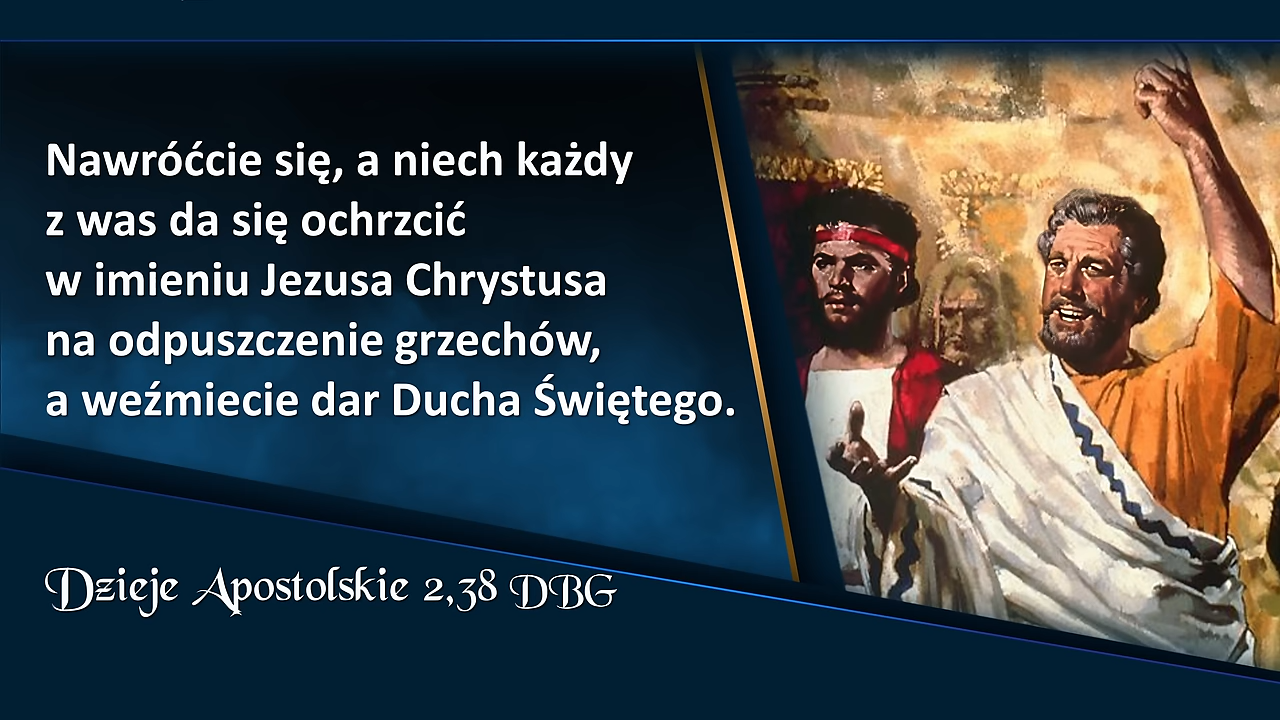 Nawróćcie się, a niech każdy
z was da się ochrzcić
w imieniu Jezusa Chrystusa
na odpuszczenie grzechów,
a weźmiecie dar Ducha Świętego.
Dzieje Apostolskie 2,38 DBG